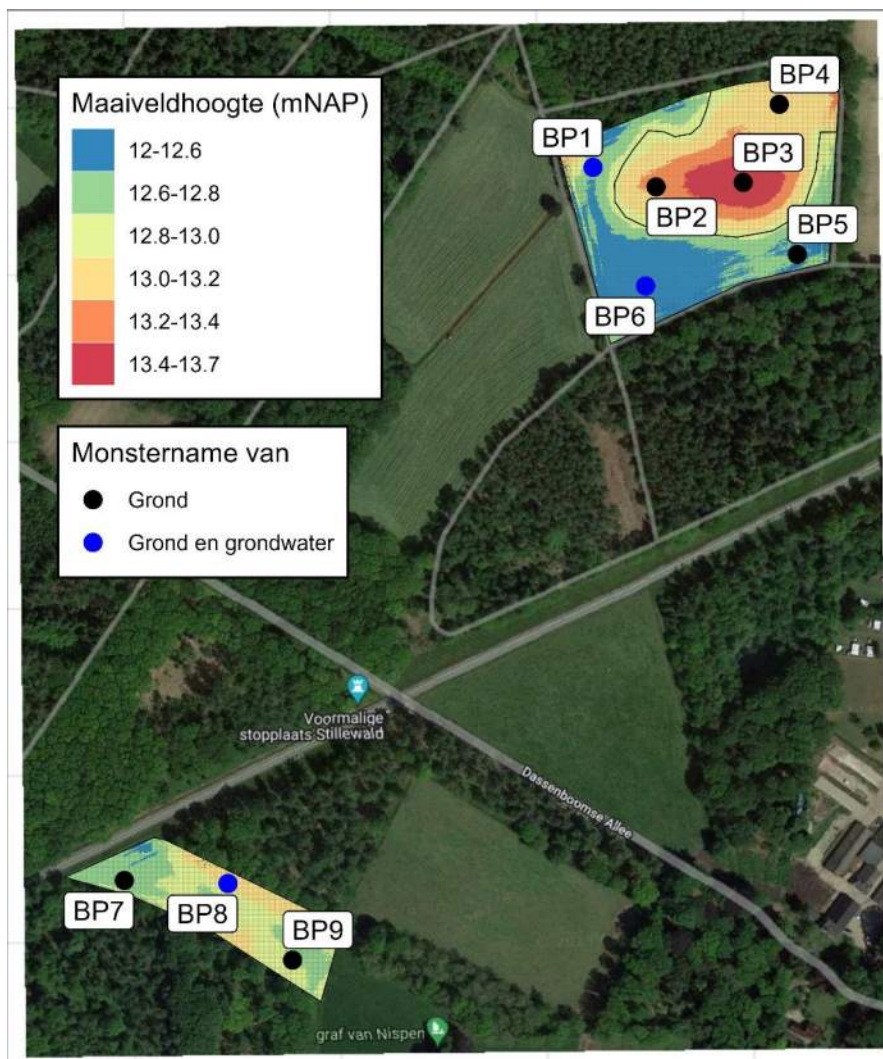 Maaiveldhoogte (mNAP)
12-12.6
12.6-12.8
12.8-13.0
13.0-13.2
13.2-13.4
13.4-13.7
BP4
BP1
BP3
BP2
BP5
BP6
Monstername van
Grond
Grond en grondwater
Voormalige
stopplaats Stillewald
Dassenboomse Allee
BP7
BP8
BP9
graf van Nispen